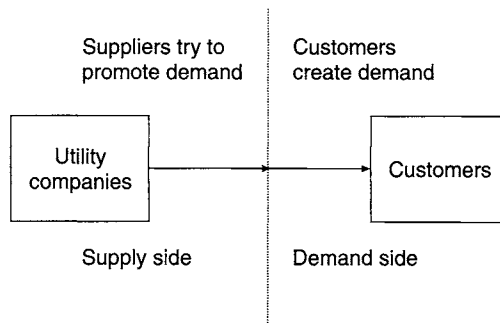 Suppliers try to
promote demand
Customers
create demand
Utility
companies
Customers
Supply side
Demand side